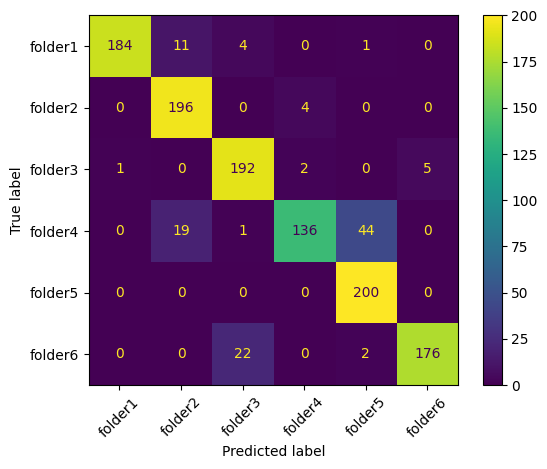 folder1 184 11 4 0 1 0
folder2 0 196 0 4 0 0
folder3 1 0 192 2 0 5
folder4 0 19 1 136 44 0
folder5 0 0 0 0 200 0
folder6 0 0 22 0 2 176
folder1 folder2 folder3 folder4 folder5 folder6
Predicted label
True label
200
175
150
125
100
75
50
25
0